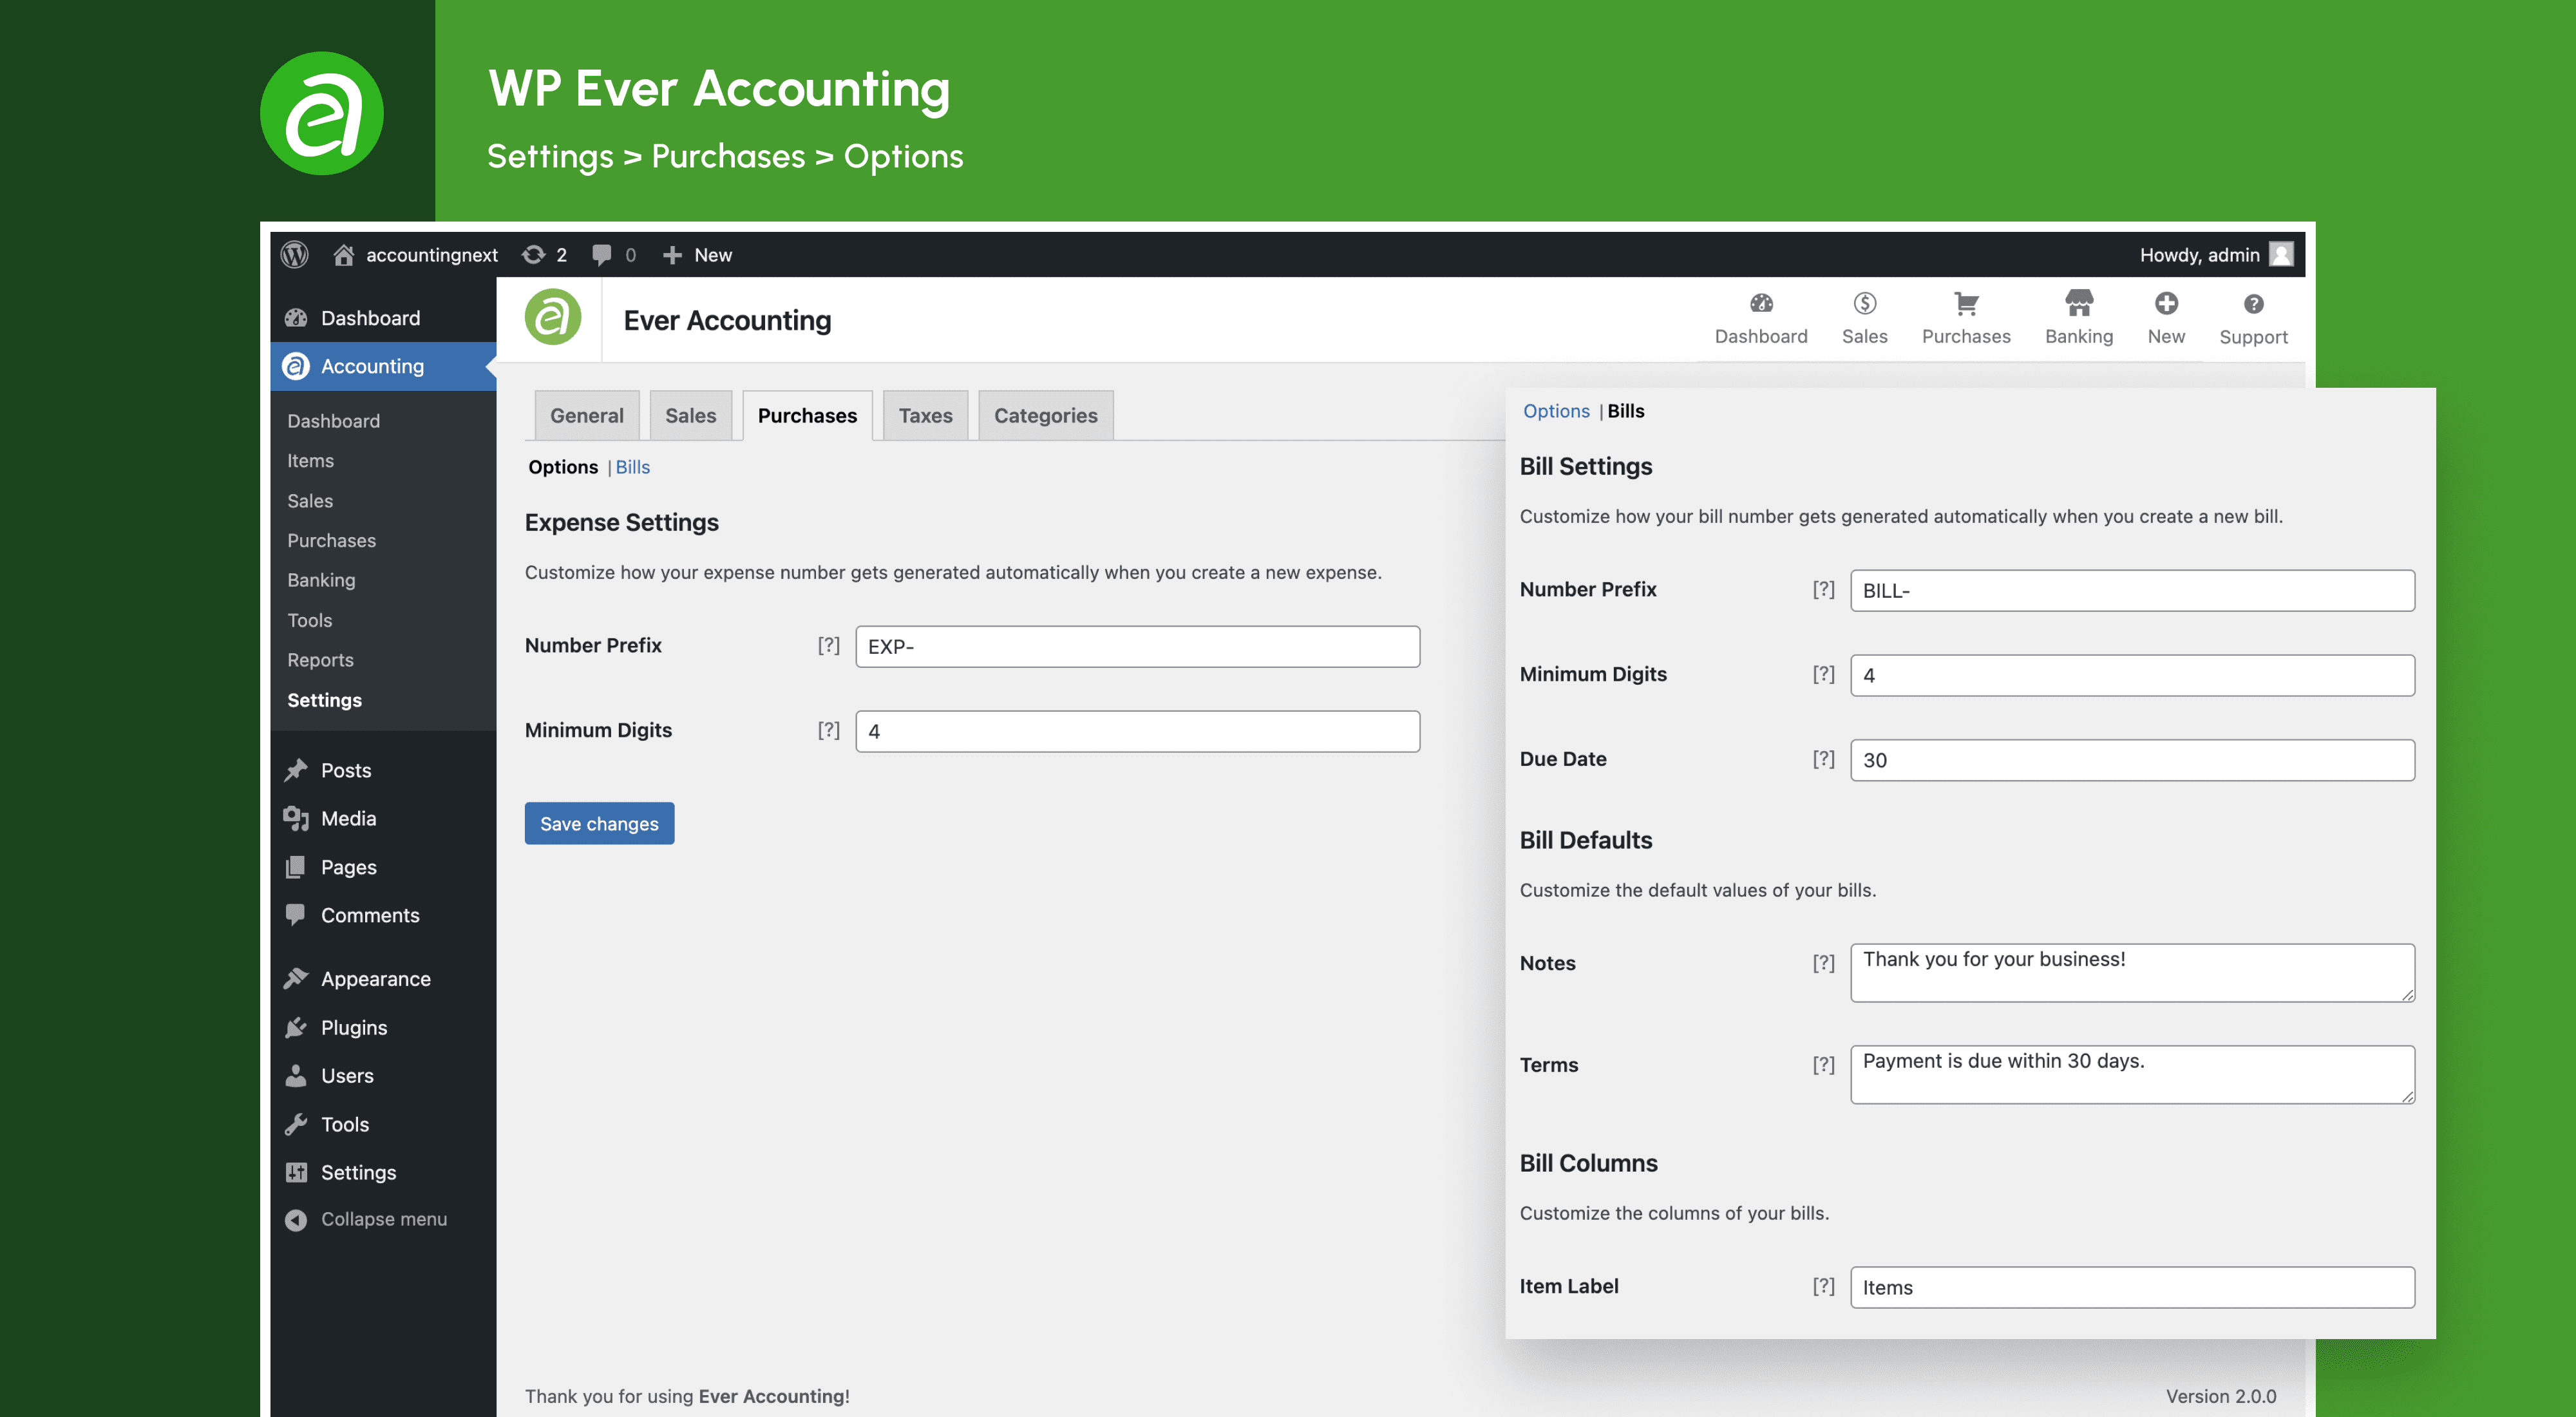 WP Ever Accounting
Settings > Purchases > Options
accountingnext 2 0 New
Howdy, admin
Dashboard
Accounting
Dashboard
Items
Sales
Purchases
Banking
Tools
Reports
Settings
Posts
Media
Pages
Comments
Appearance
Plugins
Users
Tools
Settings
Collapse menu
Ever Accounting
Dashboard Sales Purchases Banking New Support
General Sales Purchases Taxes Categories
Options | Bills
Expense Settings
Customize how your expense number gets generated automatically when you create a new expense.
Number Prefix [?] EXP-
Minimum Digits [?] 4
Save changes
Options | Bills
Bill Settings
Customize how your bill number gets generated automatically when you create a new bill.
Number Prefix [?] BILL-
Minimum Digits [?] 4
Due Date [?] 30
Bill Defaults
Customize the default values of your bills.
Notes [?] Thank you for your business!
Terms [?] Payment is due within 30 days.
Bill Columns
Customize the columns of your bills.
Item Label [?] Items
Thank you for using Ever Accounting!
Version 2.0.0